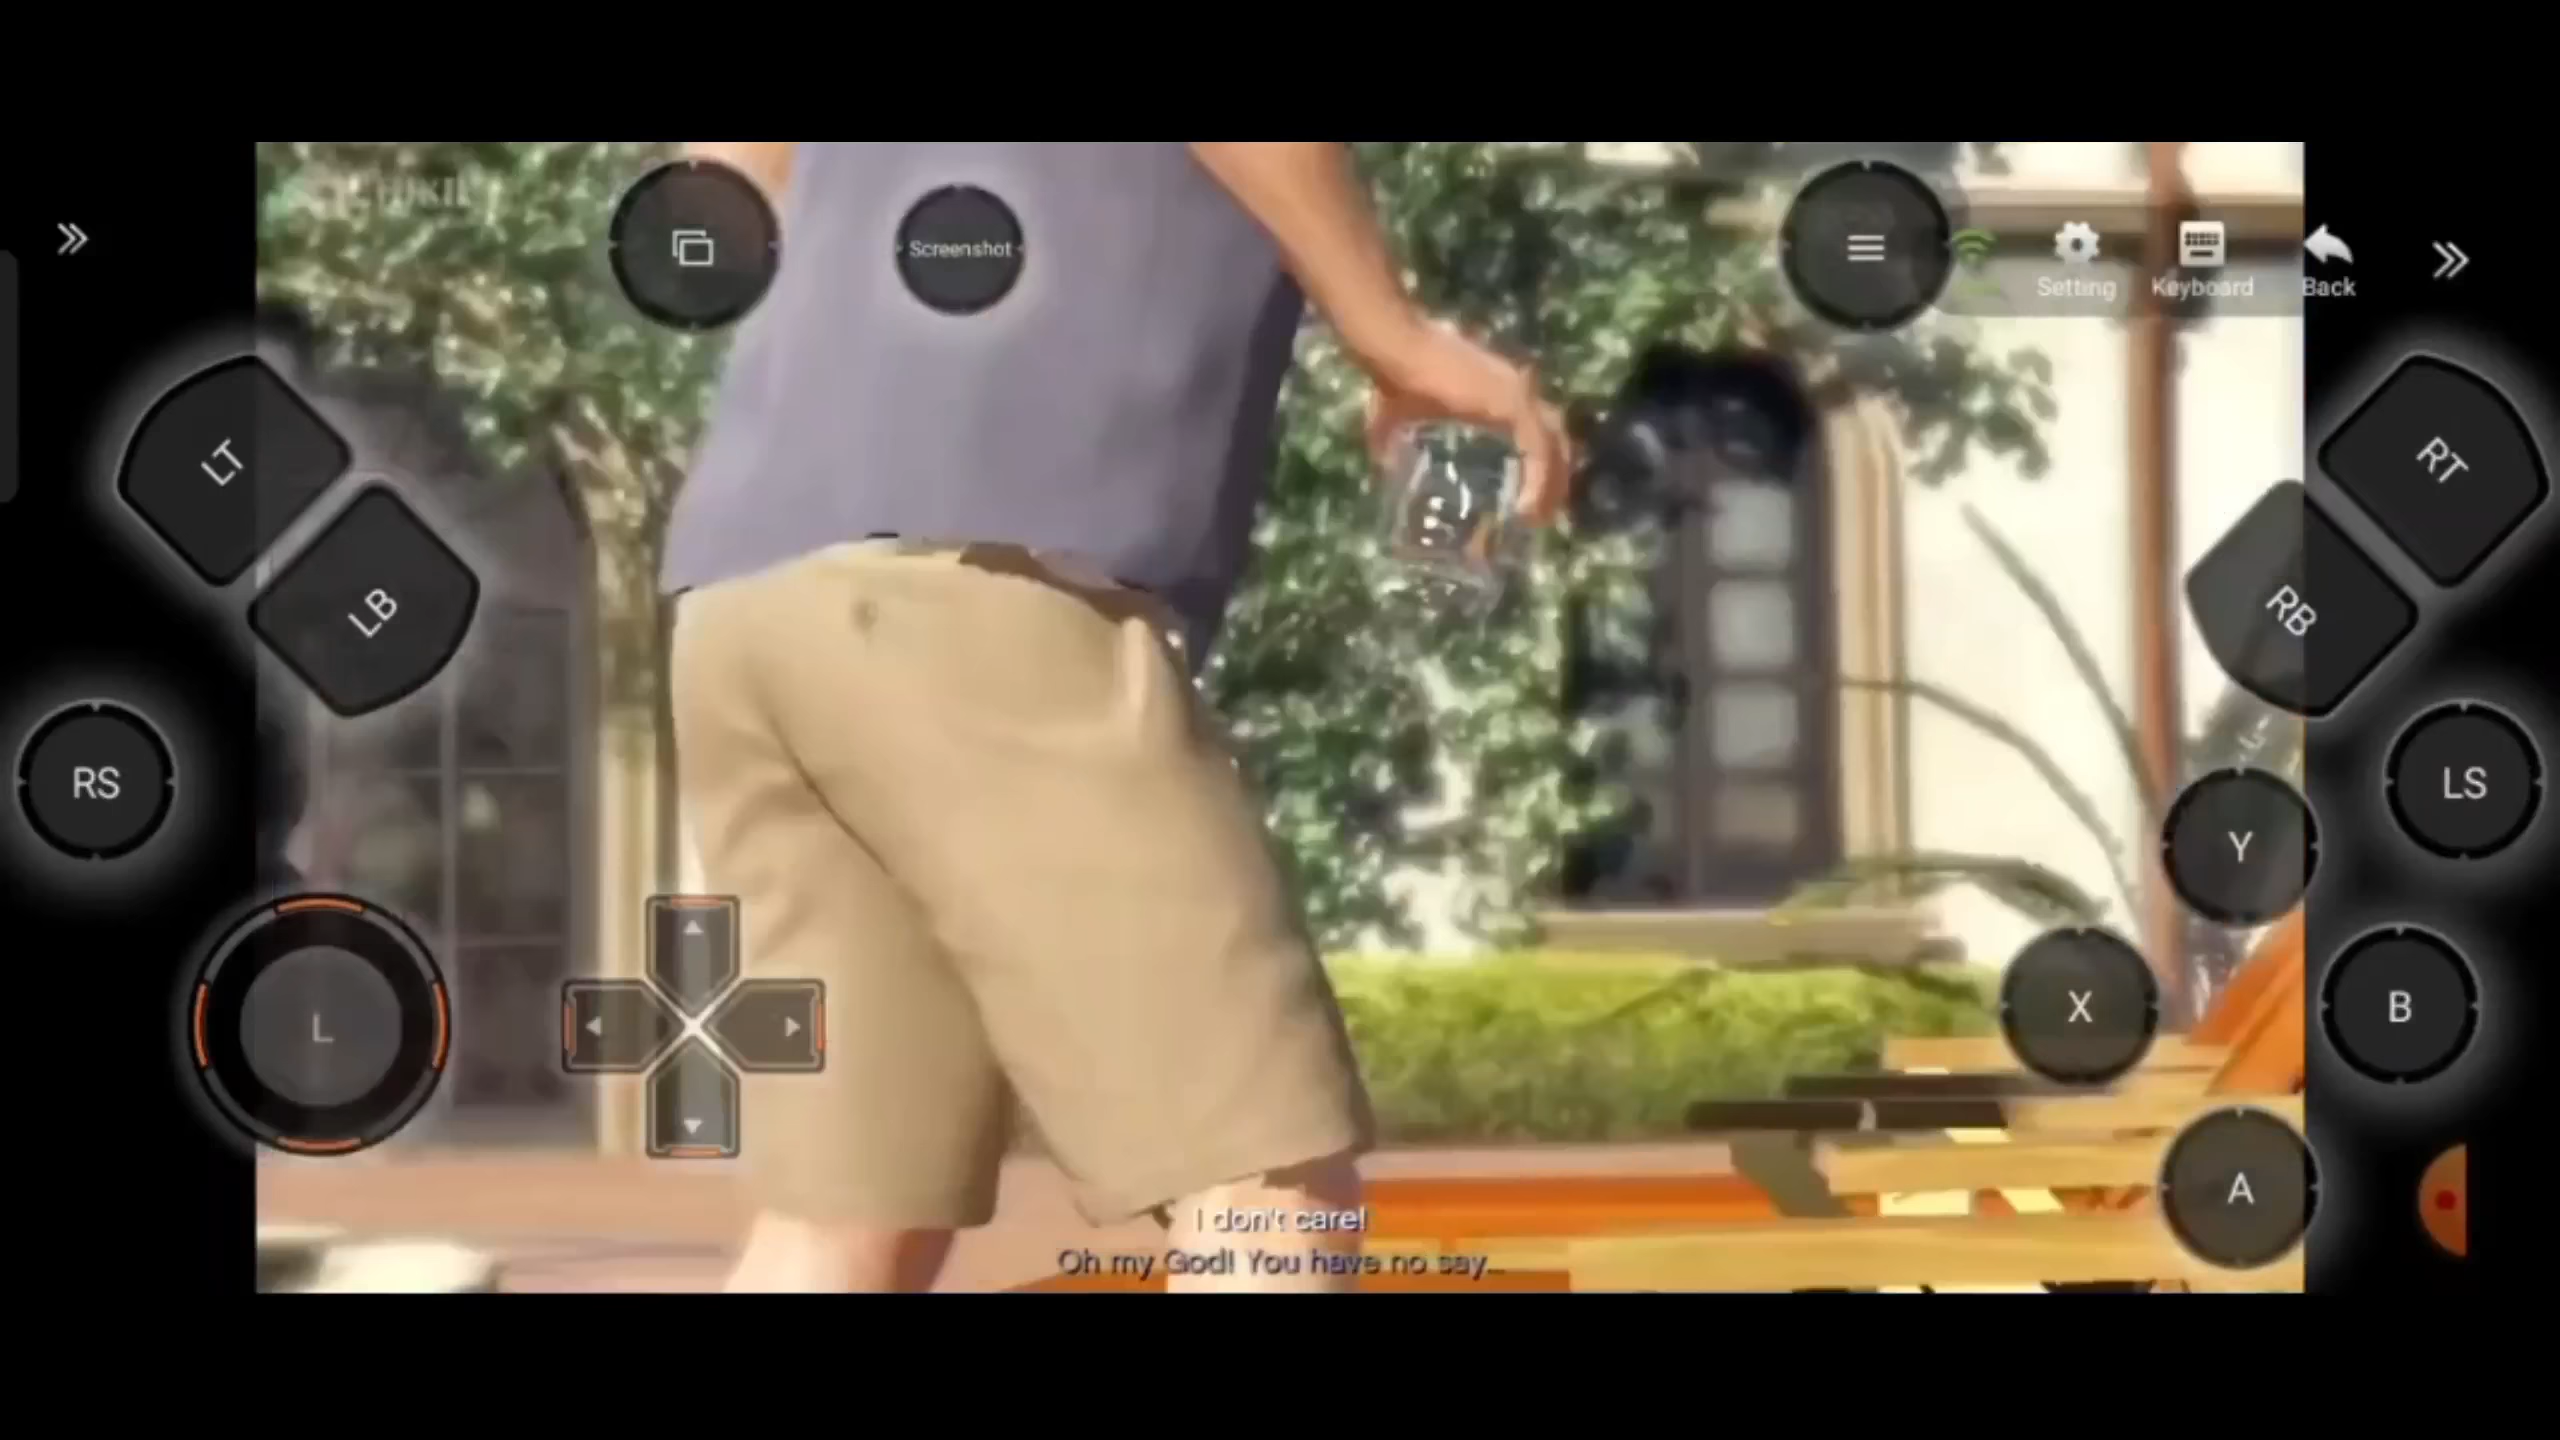 Screenshot
Setting
Keyboard
Back
LT
RT
LB
RB
RS
LS
Y
L
X
B
A
I don't care!
Oh my God! You have no say...